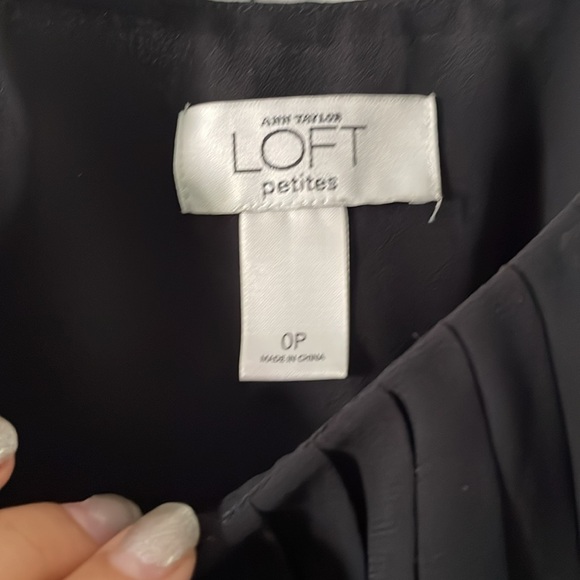 ANN TAYLOR
LOFT
petites
0P
MADE IN CHINA